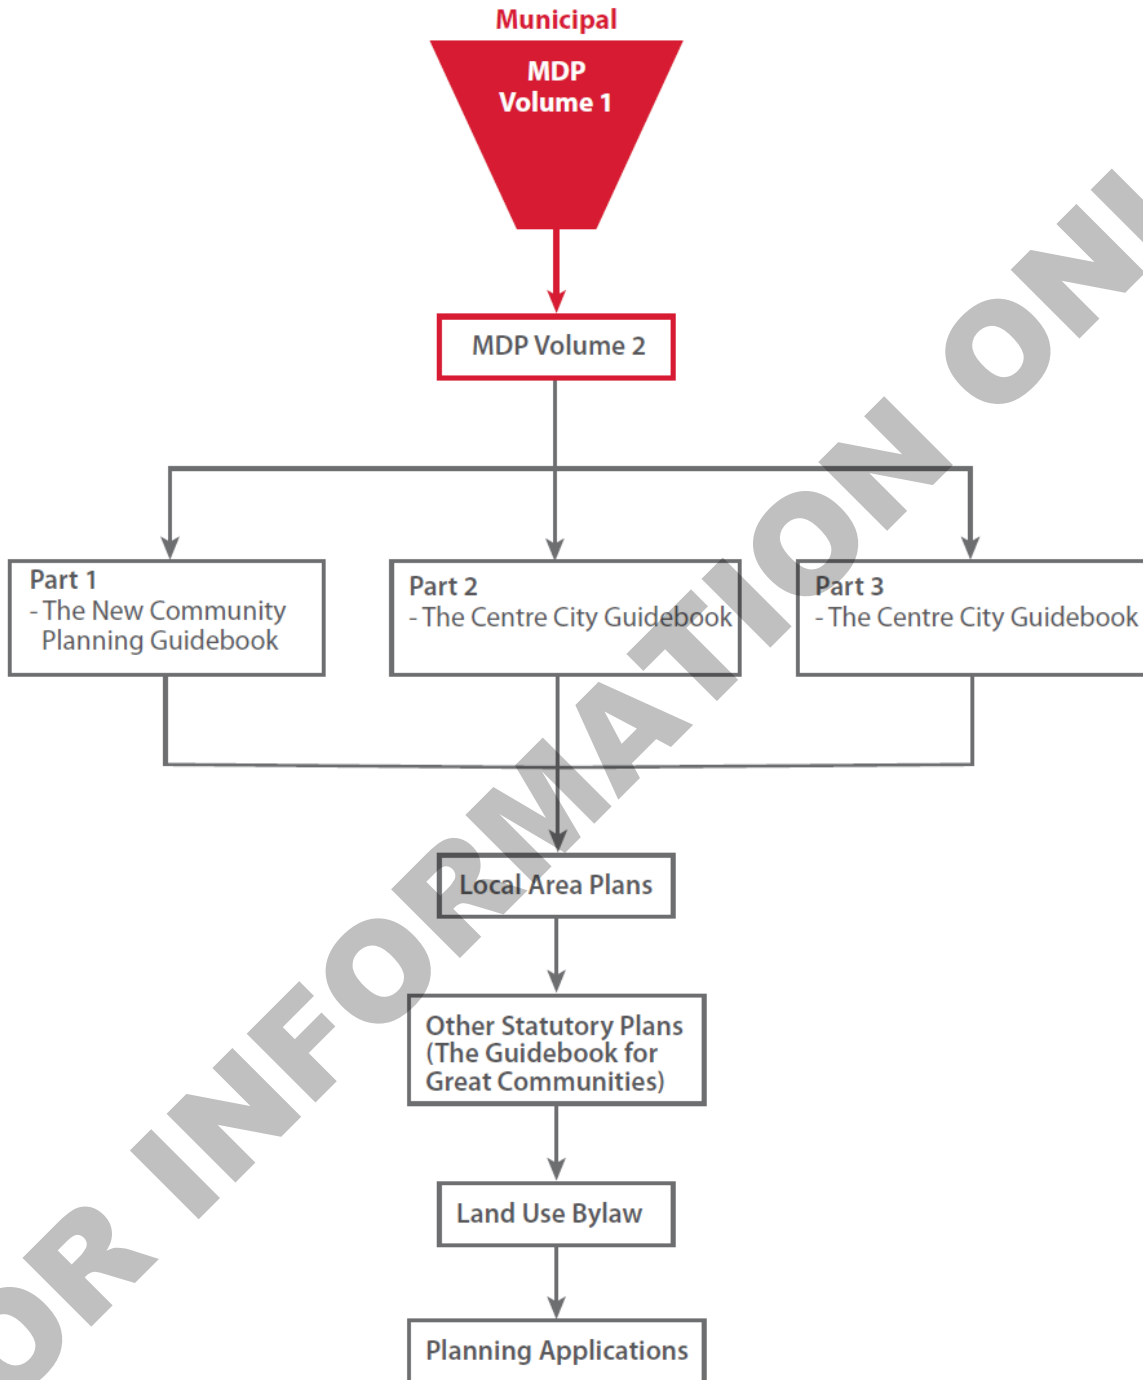 Municipal
MDP
Volume 1
MDP Volume 2
Part 1
- The New Community
Planning Guidebook
Part 2
- The Centre City Guidebook
Part 3
- The Centre City Guidebook
Local Area Plans
Other Statutory Plans
(The Guidebook for
Great Communities)
Land Use Bylaw
Planning Applications
FOR INFORMATION ONL